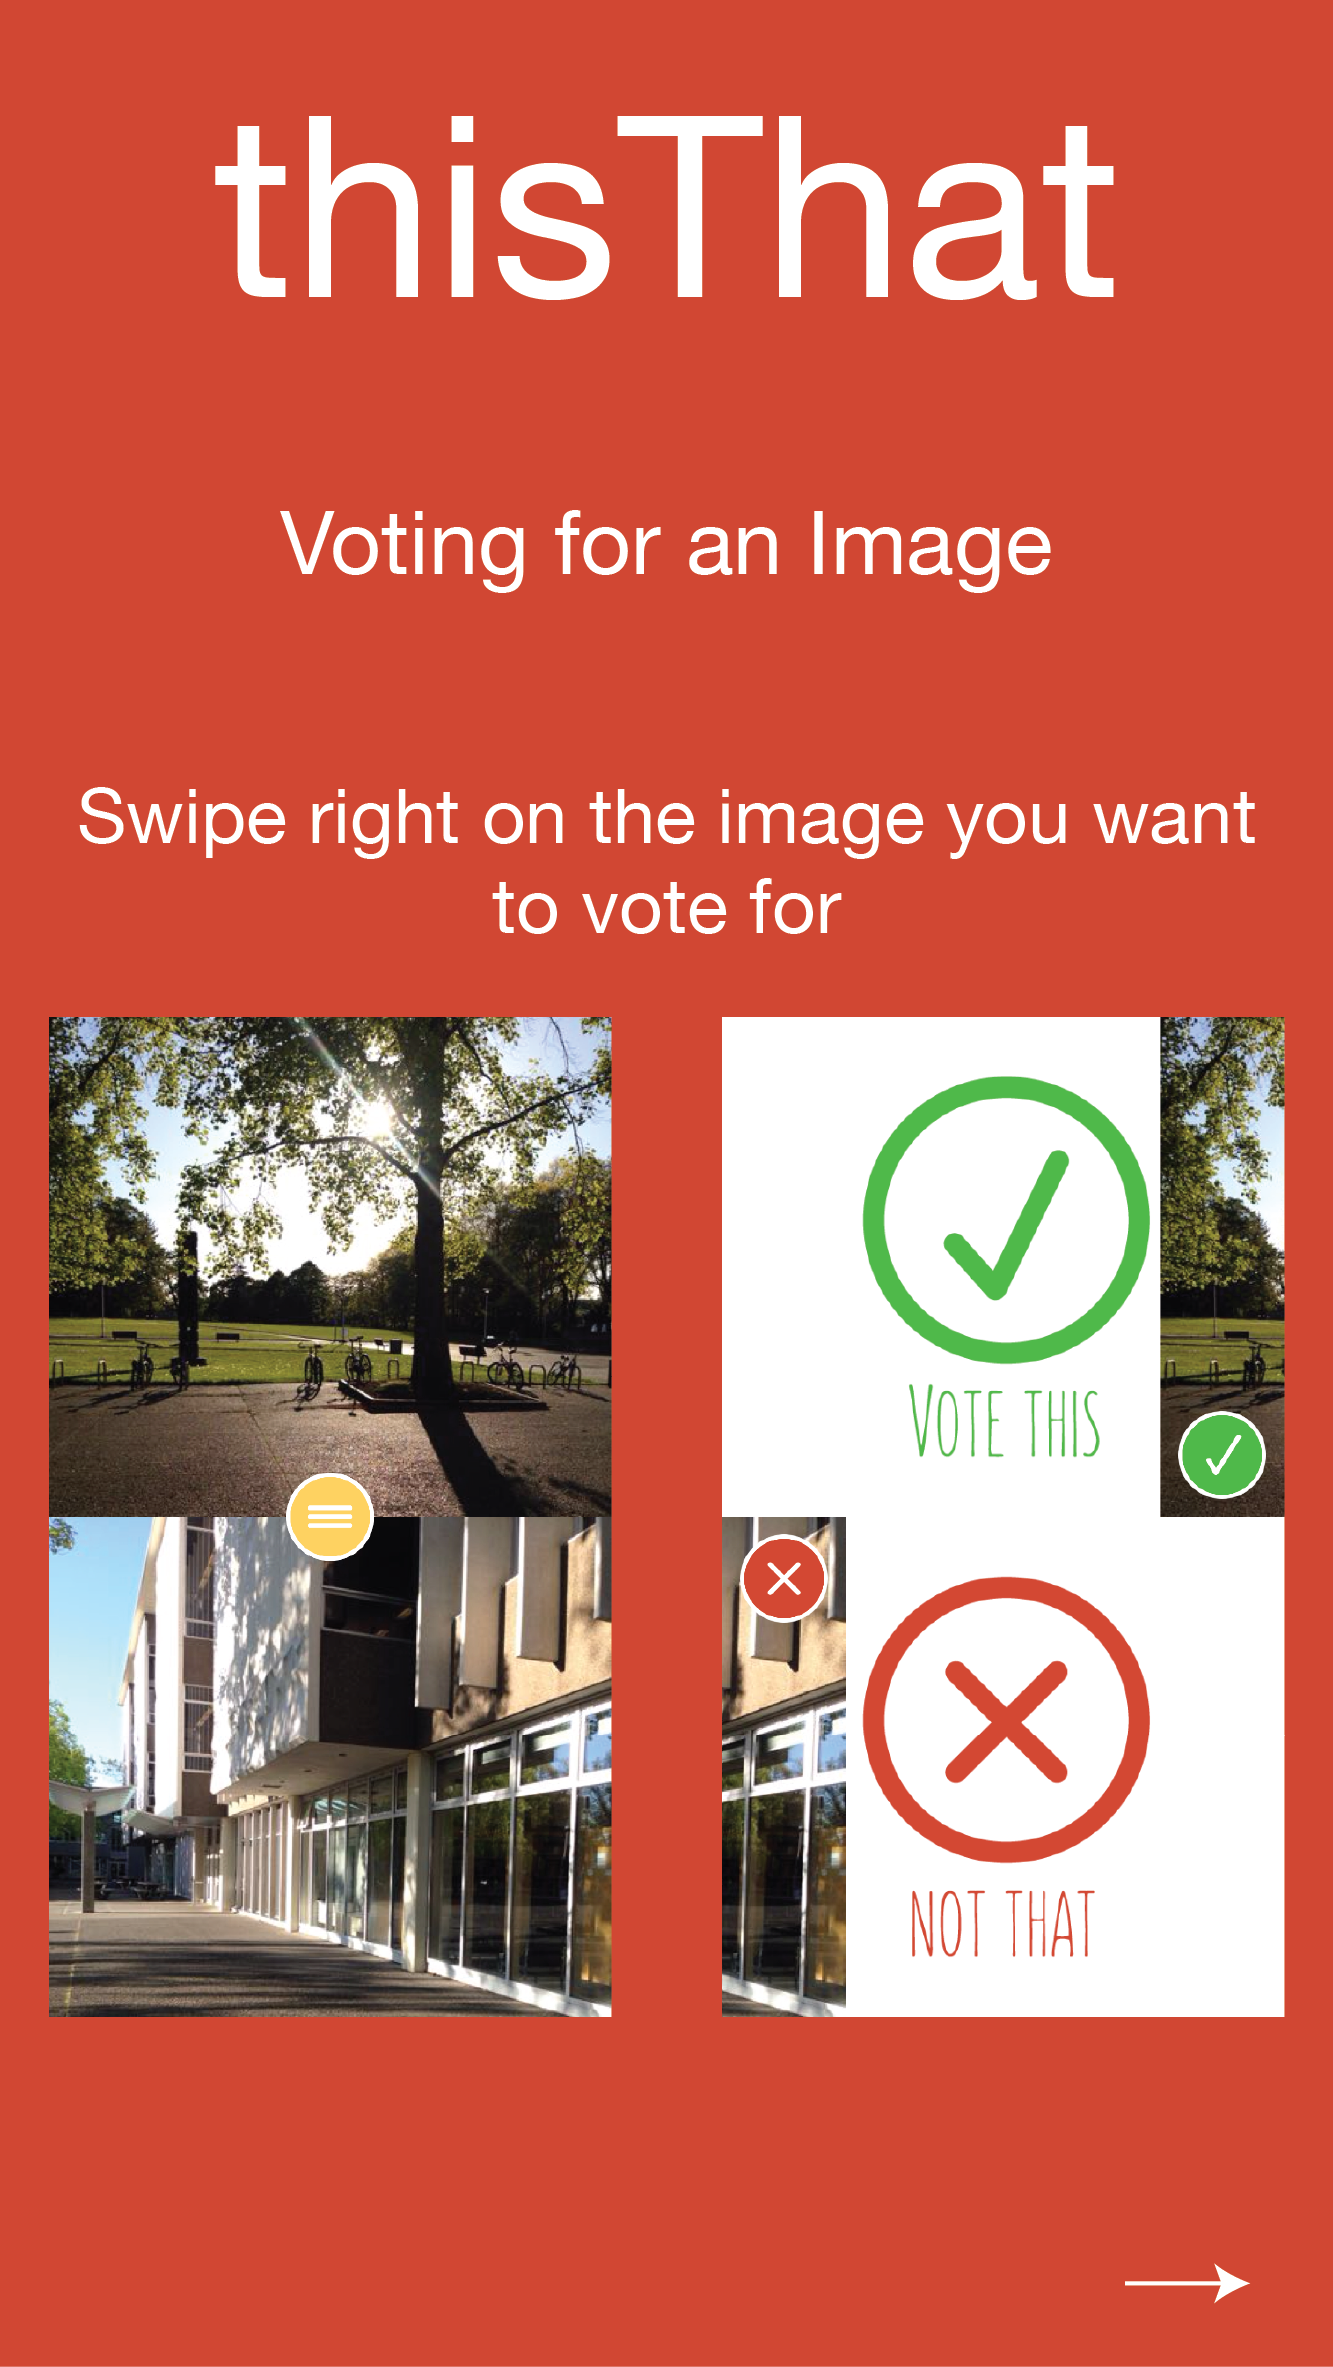 thisThat
Voting for an Image
Swipe right on the image you want
to vote for
VOTE THIS
NOT THAT